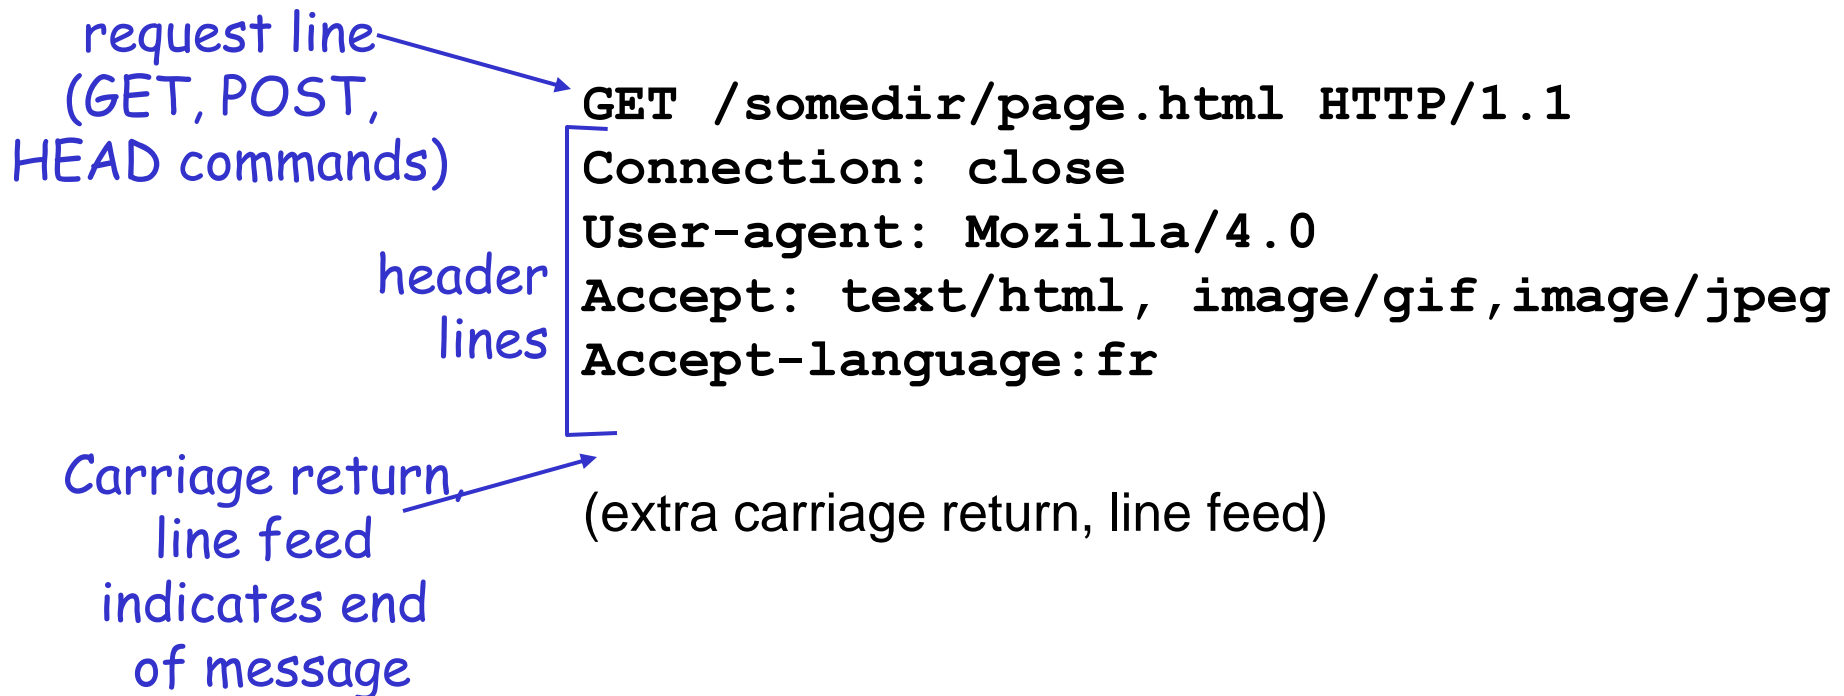 request line
(GET, POST,
HEAD commands)
GET /somedir/page.html HTTP/1.1
Connection: close
User-agent: Mozilla/4.0
Accept: text/html, image/gif,image/jpeg
Accept-language:fr
header
lines
Carriage return,
line feed
indicates end
of message
(extra carriage return, line feed)